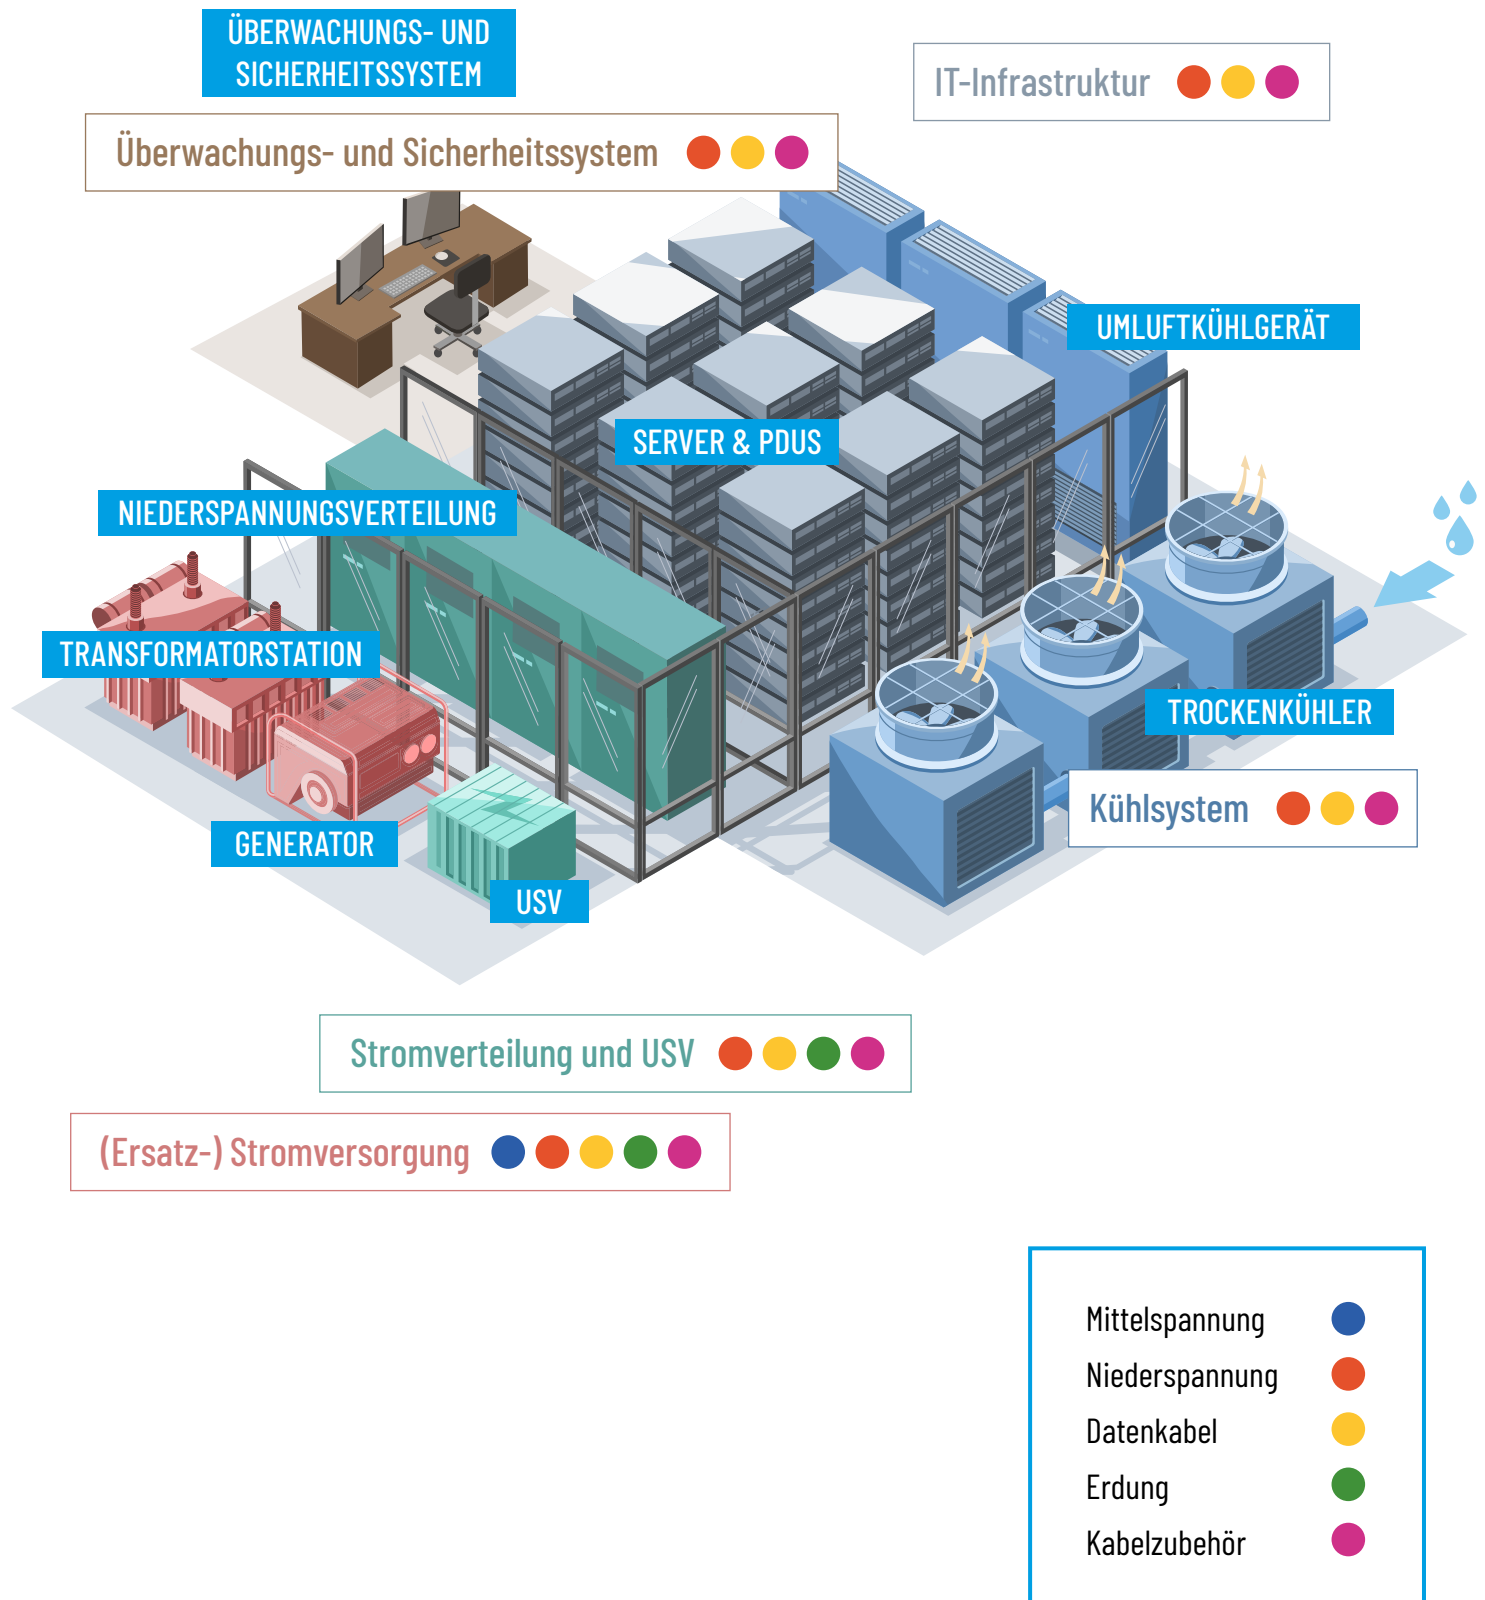 ÜBERWACHUNGS- UND
SICHERHEITSSYSTEM
IT-Infrastruktur
Überwachungs- und Sicherheitssystem
UMLUFTKÜHLGERÄT
SERVER & PDUS
NIEDERSPANNUNGSVERTEILUNG
TRANSFORMATORSTATION
TROCKENKÜHLER
Kühlsystem
GENERATOR
USV
Stromverteilung und USV
(Ersatz-) Stromversorgung
Mittelspannung
Niederspannung
Datenkabel
Erdung
Kabelzubehör